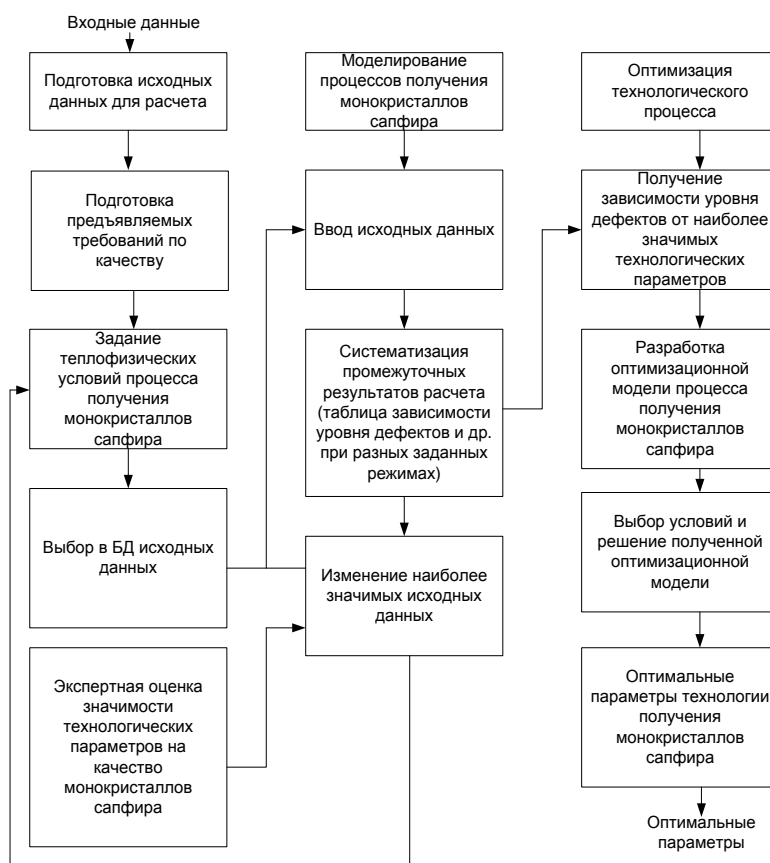 Входные данные
Подготовка исходных
данных для расчета
Подготовка
предъявляемых
требований по
качеству
Задание
теплофизических
условий процесса
получения
монокристаллов
сапфира
Выбор в БД исходных
данных
Экспертная оценка
значимости
технологических
параметров на
качество
монокристаллов
сапфира
Моделирование
процессов получения
монокристаллов
сапфира
Ввод исходных данных
Систематизация
промежуточных
результатов расчета
(таблица зависимости
уровня дефектов и др.
при разных заданных
режимах)
Изменение наиболее
значимых исходных
данных
Оптимизация
технологического
процесса
Получение
зависимости уровня
дефектов от наиболее
значимых
технологических
параметров
Разработка
оптимизационной
модели процесса
получения
монокристаллов
сапфира
Выбор условий и
решение полученной
оптимизационной
модели
Оптимальные
параметры технологии
получения
монокристаллов
сапфира
Оптимальные
параметры